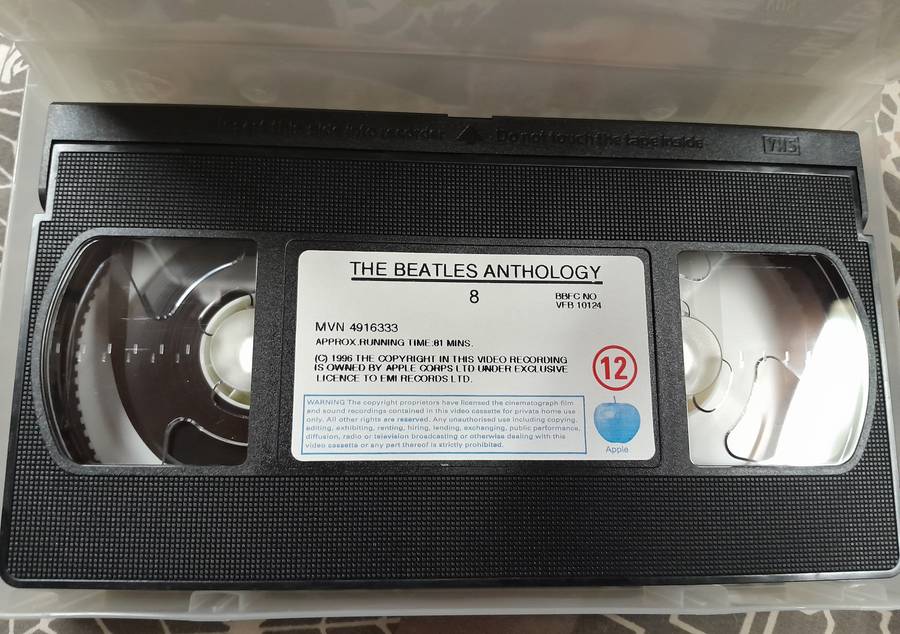 Insert this side into recorder ▲ Do not touch the tape inside VHS
THE BEATLES ANTHOLOGY
8
BBFC NO
VFB 10124
MVN 4916333
APPROX.RUNNING TIME:81 MINS.
(C) 1996 THE COPYRIGHT IN THIS VIDEO RECORDING
IS OWNED BY APPLE CORPS LTD UNDER EXCLUSIVE
LICENCE TO EMI RECORDS LTD.
12
WARNING The copyright proprietors have licensed the cinematograph film
and sound recordings contained in this video cassette for private home use
only. All other rights are reserved. Any unauthorised use including copying,
editing, exhibiting, renting, hiring, lending, exchanging, public performance,
diffusion, radio or television broadcasting or otherwise dealing with this
video cassette or any part thereof is strictly prohibited.
Apple